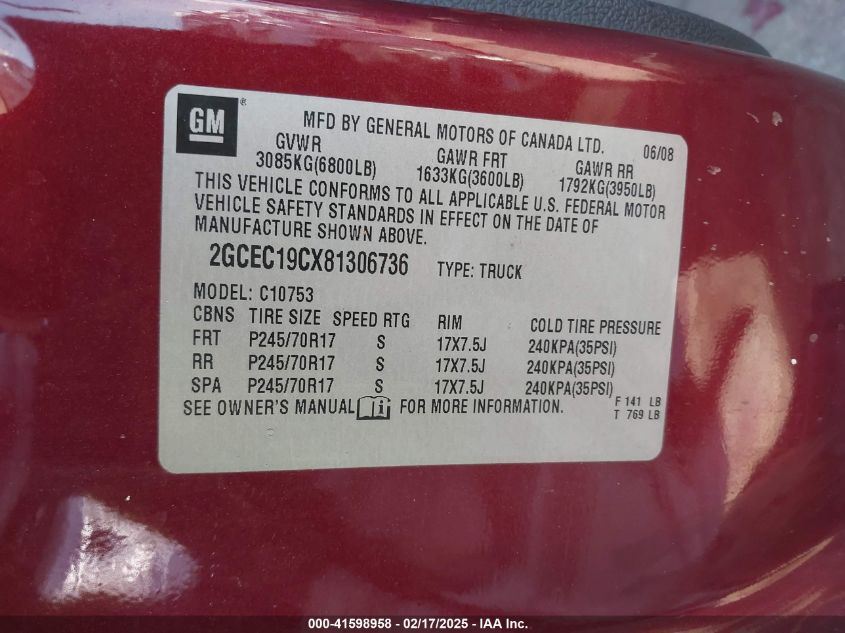 GM®
MFD BY GENERAL MOTORS OF CANADA LTD. 06/08
GVWR GAWR FRT GAWR RR
3085KG(6800LB) 1633KG(3600LB) 1792KG(3950LB)
THIS VEHICLE CONFORMS TO ALL APPLICABLE U.S. FEDERAL MOTOR
VEHICLE SAFETY STANDARDS IN EFFECT ON THE DATE OF
MANUFACTURE SHOWN ABOVE.
2GCEC19CX81306736 TYPE: TRUCK
MODEL: C10753
CBNS TIRE SIZE SPEED RTG RIM COLD TIRE PRESSURE
FRT P245/70R17 S 17X7.5J 240KPA(35PSI)
RR P245/70R17 S 17X7.5J 240KPA(35PSI)
SPA P245/70R17 S 17X7.5J 240KPA(35PSI)
SEE OWNER'S MANUAL i FOR MORE INFORMATION. F 141 LB
T 769 LB
000-41598958 - 02/17/2025 - IAA, Inc.